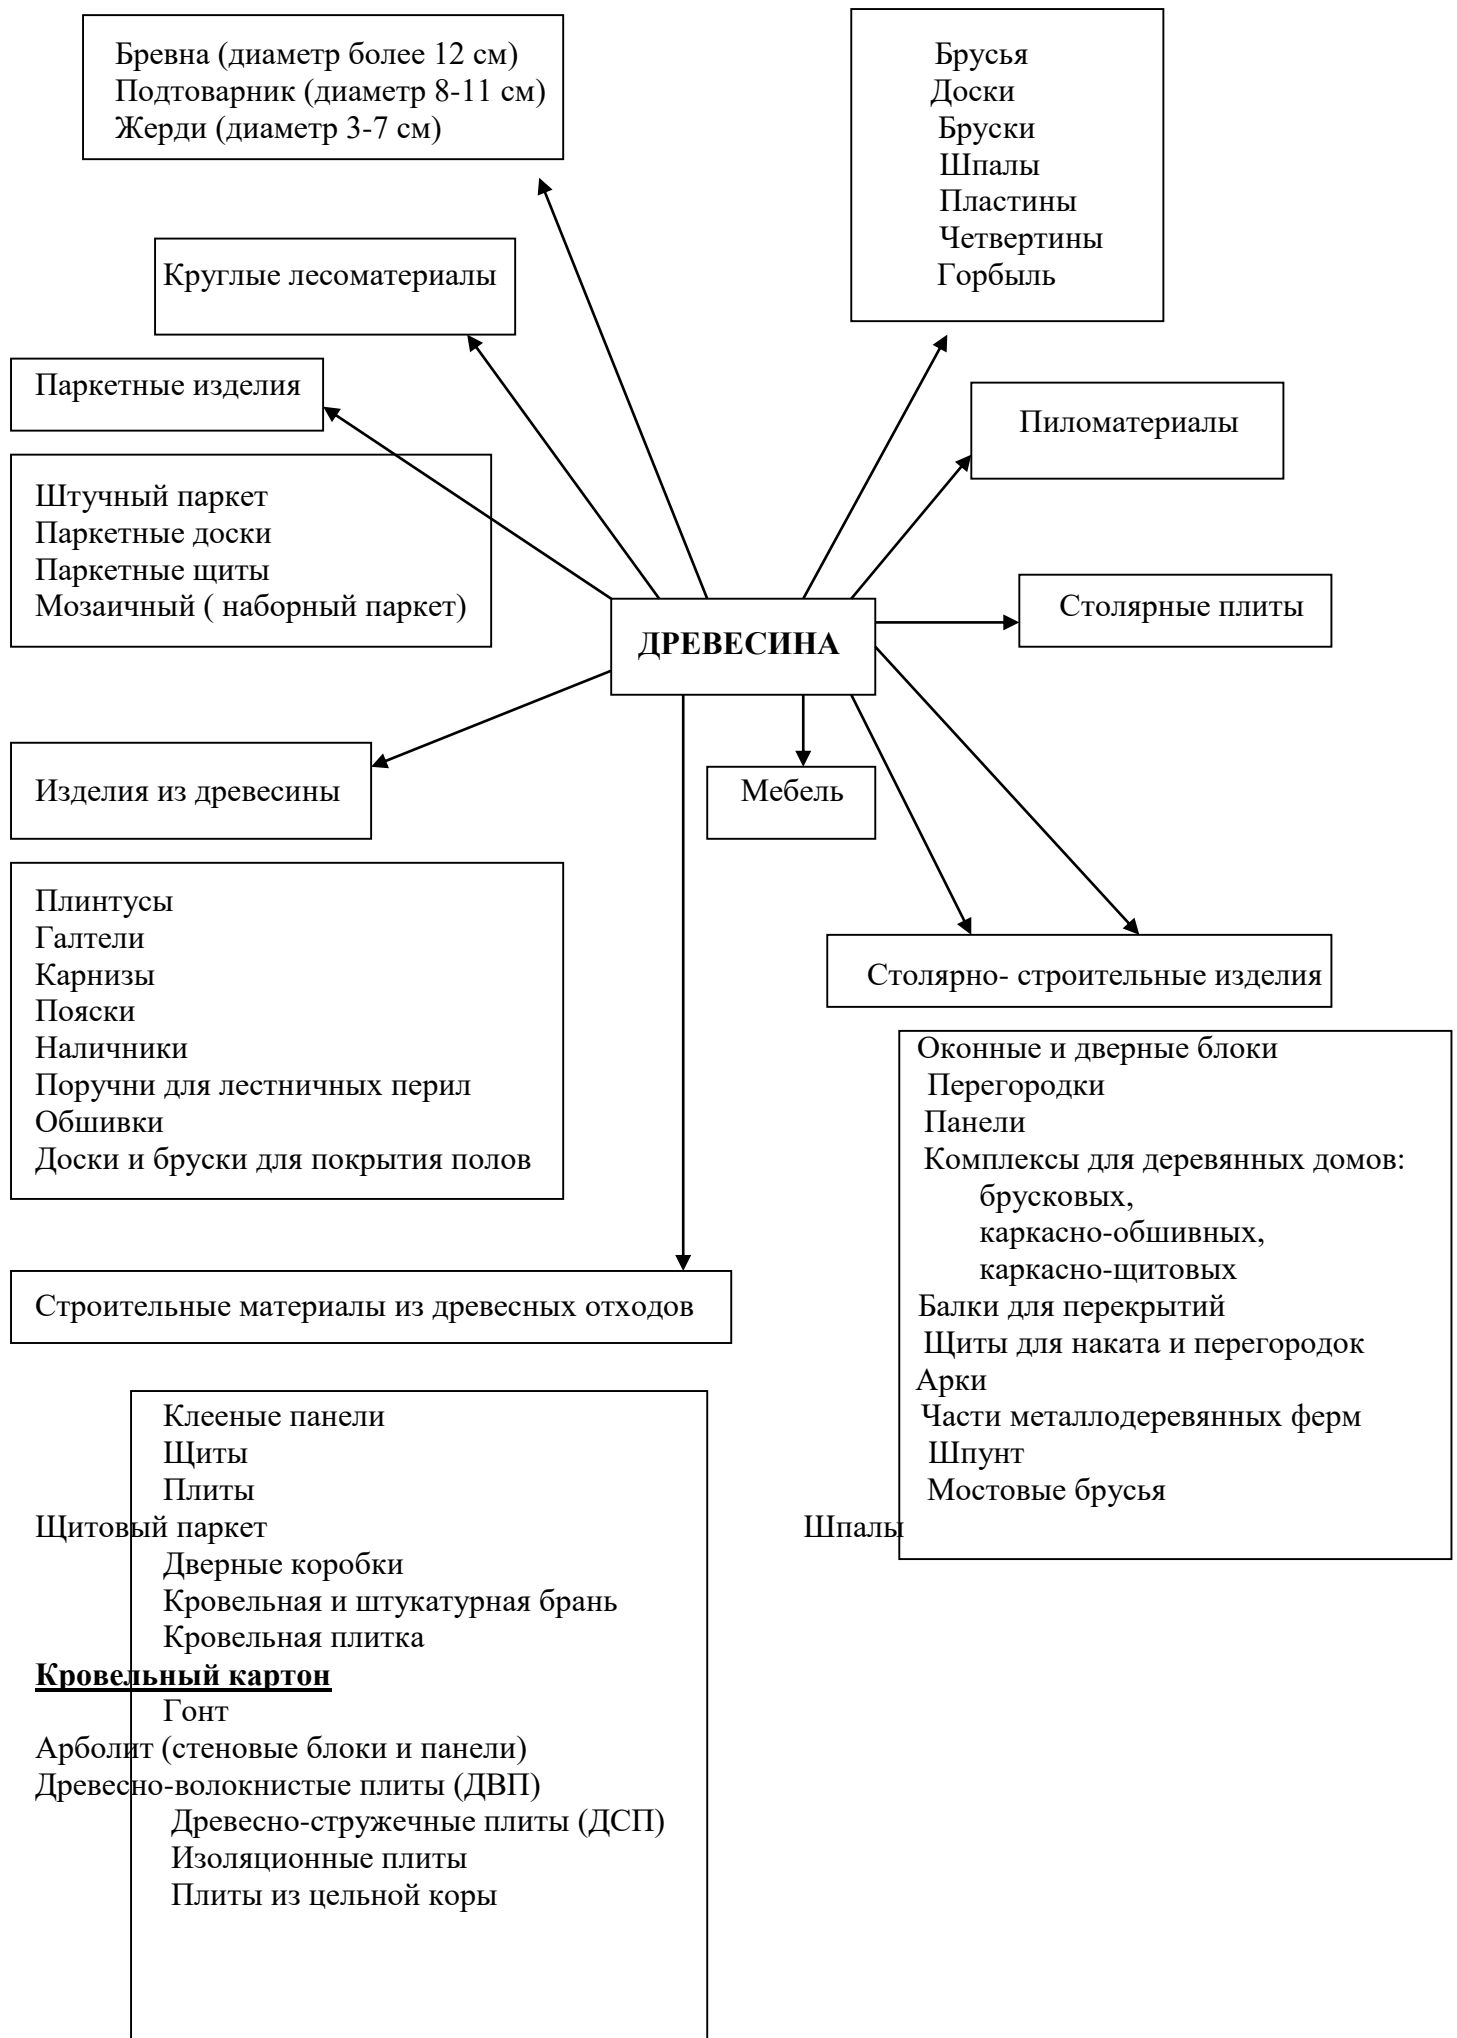 Бревна (диаметр более 12 см)
Подтоварник (диаметр 8-11 см)
Жерди (диаметр 3-7 см)
Брусья
Доски
Бруски
Шпалы
Пластины
Четвертины
Горбыль
Круглые лесоматериалы
Паркетные изделия
Пиломатериалы
Штучный паркет
Паркетные доски
Паркетные щиты
Мозаичный ( наборный паркет)
Столярные плиты
ДРЕВЕСИНА
Изделия из древесины
Мебель
Плинтусы
Галтели
Карнизы
Пояски
Наличники
Поручни для лестничных перил
Обшивки
Доски и бруски для покрытия полов
Столярно- строительные изделия
Оконные и дверные блоки
Перегородки
Панели
Комплексы для деревянных домов:
брусковых,
каркасно-обшивных,
каркасно-щитовых
Балки для перекрытий
Щиты для наката и перегородок
Арки
Части металлодеревянных ферм
Шпунт
Мостовые брусья
Шпалы
Строительные материалы из древесных отходов
Клееные панели
Щиты
Плиты
Щитовый паркет
Дверные коробки
Кровельная и штукатурная брань
Кровельная плитка
Кровельный картон
Гонт
Арболит (стеновые блоки и панели)
Древесно-волокнистые плиты (ДВП)
Древесно-стружечные плиты (ДСП)
Изоляционные плиты
Плиты из цельной коры